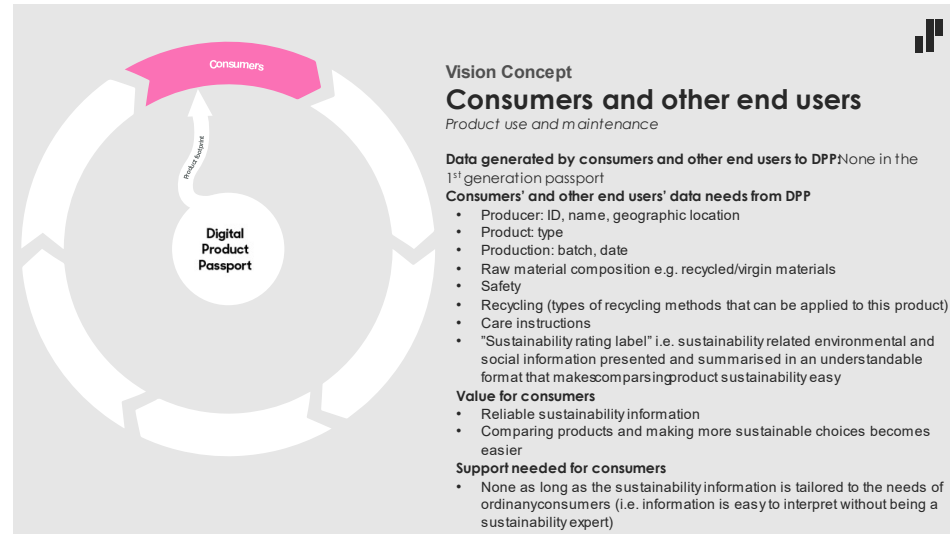 Consumers
Product footprint
Digital
Product
Passport
Vision Concept
Consumers and other end users
Product use and maintenance
Data generated by consumers and other end users to DPP:None in the
1st generation passport
Consumers' and other end users' data needs from DPP
• Producer: ID, name, geographic location
• Product: type
• Production: batch, date
• Raw material composition e.g. recycled/virgin materials
• Safety
• Recycling (types of recycling methods that can be applied to this product)
• Care instructions
• "Sustainability rating label" i.e. sustainability related environmental and
social information presented and summarised in an understandable
format that makes comparsing product sustainability easy
Value for consumers
• Reliable sustainability information
• Comparing products and making more sustainable choices becomes
easier
Support needed for consumers
• None as long as the sustainability information is tailored to the needs of
ordinany consumers (i.e. information is easy to interpret without being a
sustainability expert)